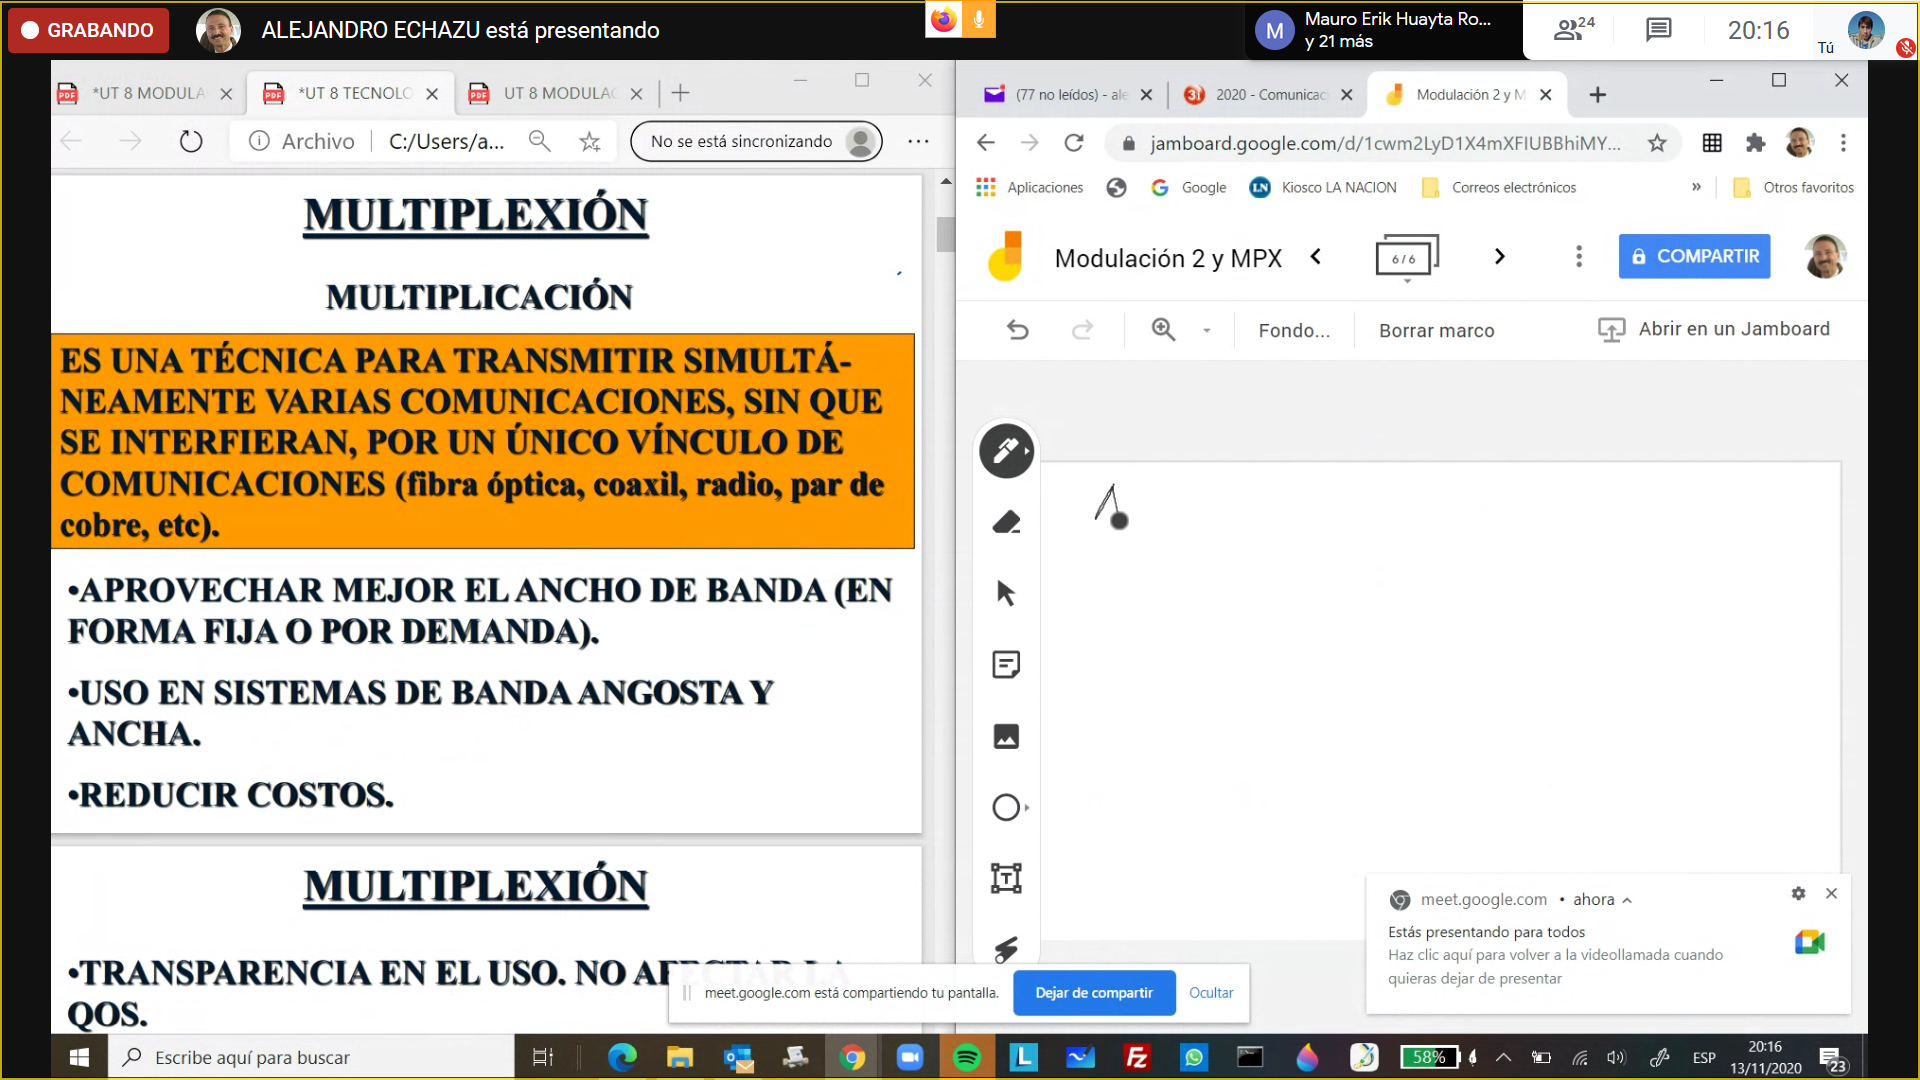 GRABANDO
ALEJANDRO ECHAZU está presentando
M
Mauro Erik Huayta Ro...
y 21 más
24
20:16
Tú
*UT 8 MODULA
*UT 8 TECNOLO
UT 8 MODULAC
Archivo
C:/Users/a...
No se está sincronizando
MULTIPLEXIÓN
MULTIPLICACIÓN
ES UNA TÉCNICA PARA TRANSMITIR SIMULTÁ-
NEAMENTE VARIAS COMUNICACIONES, SIN QUE
SE INTERFIERAN, POR UN ÚNICO VÍNCULO DE
COMUNICACIONES (fibra óptica, coaxil, radio, par de
cobre, etc).
•APROVECHAR MEJOR EL ANCHO DE BANDA (EN
FORMA FIJA O POR DEMANDA).
•USO EN SISTEMAS DE BANDA ANGOSTA Y
ANCHA.
•REDUCIR COSTOS.
MULTIPLEXIÓN
•TRANSPARENCIA EN EL USO. NO AFECTAR LA
QOS.
(77 no leídos) - ale
31
2020 - Comunicac
Modulación 2 y M
jamboard.google.com/d/1cwm2LyD1X4mXFIUBBhiMY...
Aplicaciones
Google
LN
Kiosco LA NACION
Correos electrónicos
»
Otros favoritos
Modulación 2 y MPX
6 / 6
COMPARTIR
Fondo...
Borrar marco
Abrir en un Jamboard
meet.google.com • ahora
Estás presentando para todos
Haz clic aquí para volver a la videollamada cuando
quieras dejar de presentar
meet.google.com está compartiendo tu pantalla.
Dejar de compartir
Ocultar
Escribe aquí para buscar
L
58%
ESP
20:16
13/11/2020
23